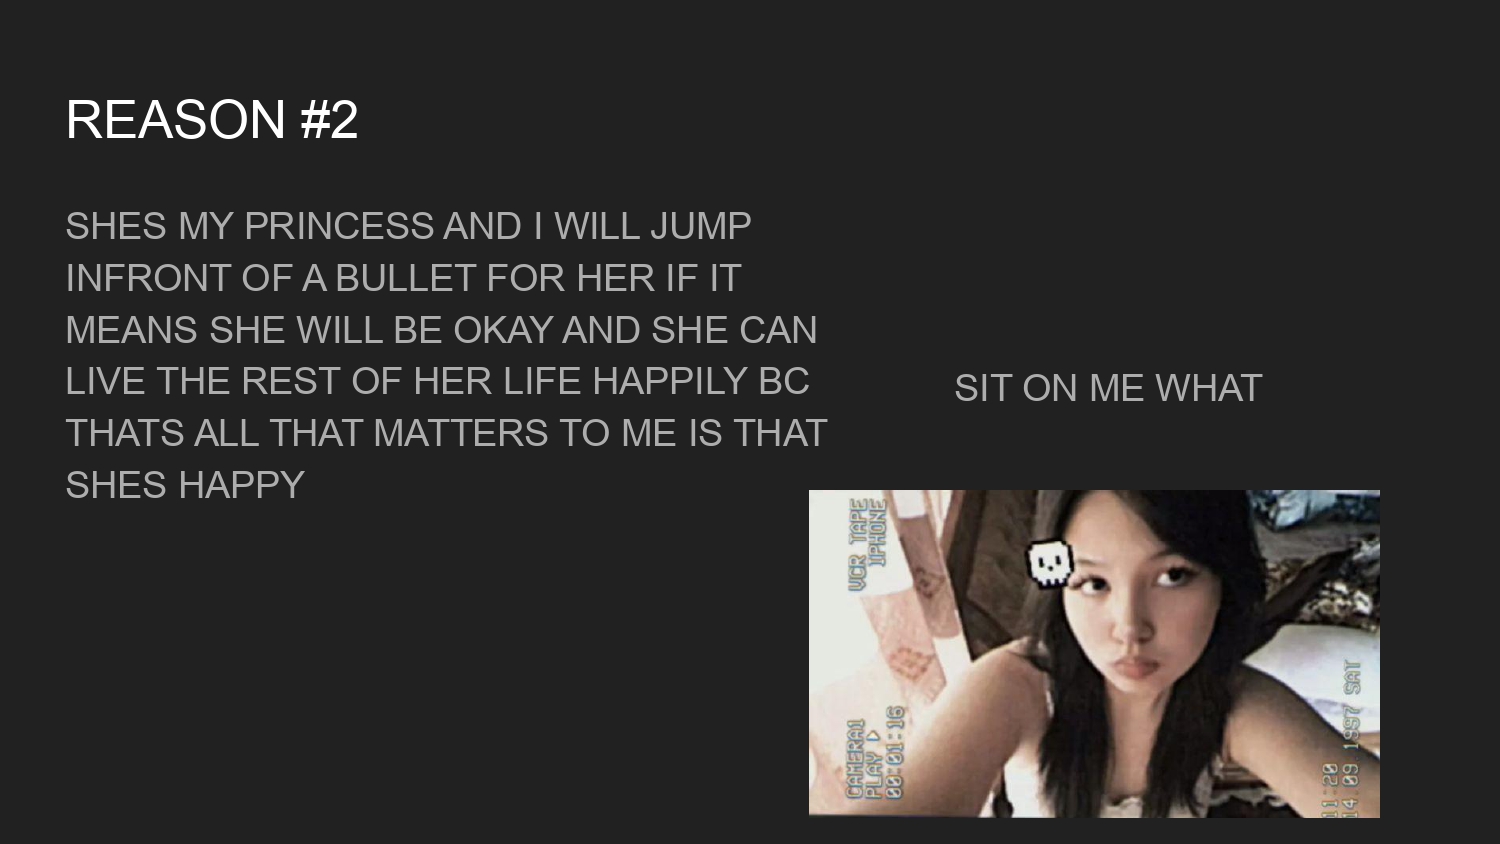 REASON #2
SHES MY PRINCESS AND I WILL JUMP
INFRONT OF A BULLET FOR HER IF IT
MEANS SHE WILL BE OKAY AND SHE CAN
LIVE THE REST OF HER LIFE HAPPILY BC
THATS ALL THAT MATTERS TO ME IS THAT
SHES HAPPY
SIT ON ME WHAT
VCR TAPE
IPHONE
CAMERA1
PLAY
00:01:16
11:20
14.09 1997 SAT